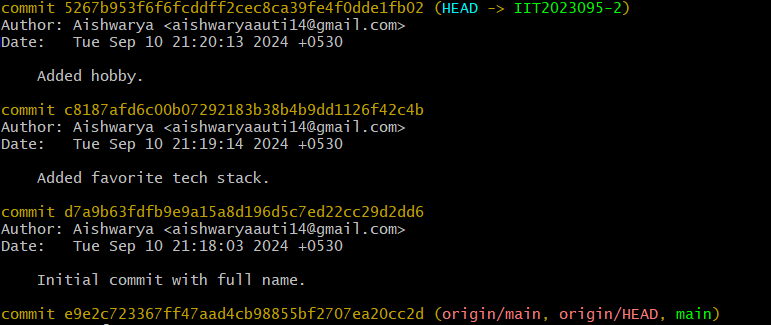 commit 5267b953f6f6fcddff2cec8ca39fe4f0dde1fb02 (HEAD -> IIT2023095-2)
Author: Aishwarya <aishwaryaauti14@gmail.com>
Date:   Tue Sep 10 21:20:13 2024 +0530
Added hobby.
commit c8187afd6c00b07292183b38b4b9dd1126f42c4b
Author: Aishwarya <aishwaryaauti14@gmail.com>
Date:   Tue Sep 10 21:19:14 2024 +0530
Added favorite tech stack.
commit d7a9b63fdfb9e9a15a8d196d5c7ed22cc29d2dd6
Author: Aishwarya <aishwaryaauti14@gmail.com>
Date:   Tue Sep 10 21:18:03 2024 +0530
Initial commit with full name.
commit e9e2c723367ff47aad4cb98855bf2707ea20cc2d (origin/main, origin/HEAD, main)